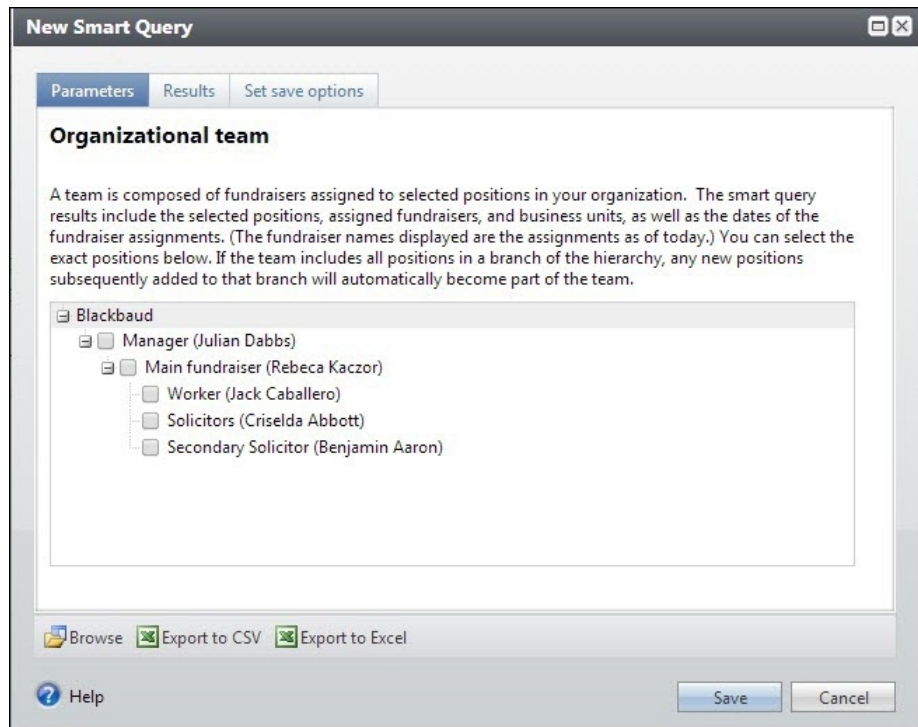 New Smart Query
Parameters
Results
Set save options
Organizational team
A team is composed of fundraisers assigned to selected positions in your organization.  The smart query
results include the selected positions, assigned fundraisers, and business units, as well as the dates of the
fundraiser assignments. (The fundraiser names displayed are the assignments as of today.) You can select the
exact positions below. If the team includes all positions in a branch of the hierarchy, any new positions
subsequently added to that branch will automatically become part of the team.
Blackbaud
Manager (Julian Dabbs)
Main fundraiser (Rebeca Kaczor)
Worker (Jack Caballero)
Solicitors (Criselda Abbott)
Secondary Solicitor (Benjamin Aaron)
Browse
Export to CSV
Export to Excel
Help
Save
Cancel